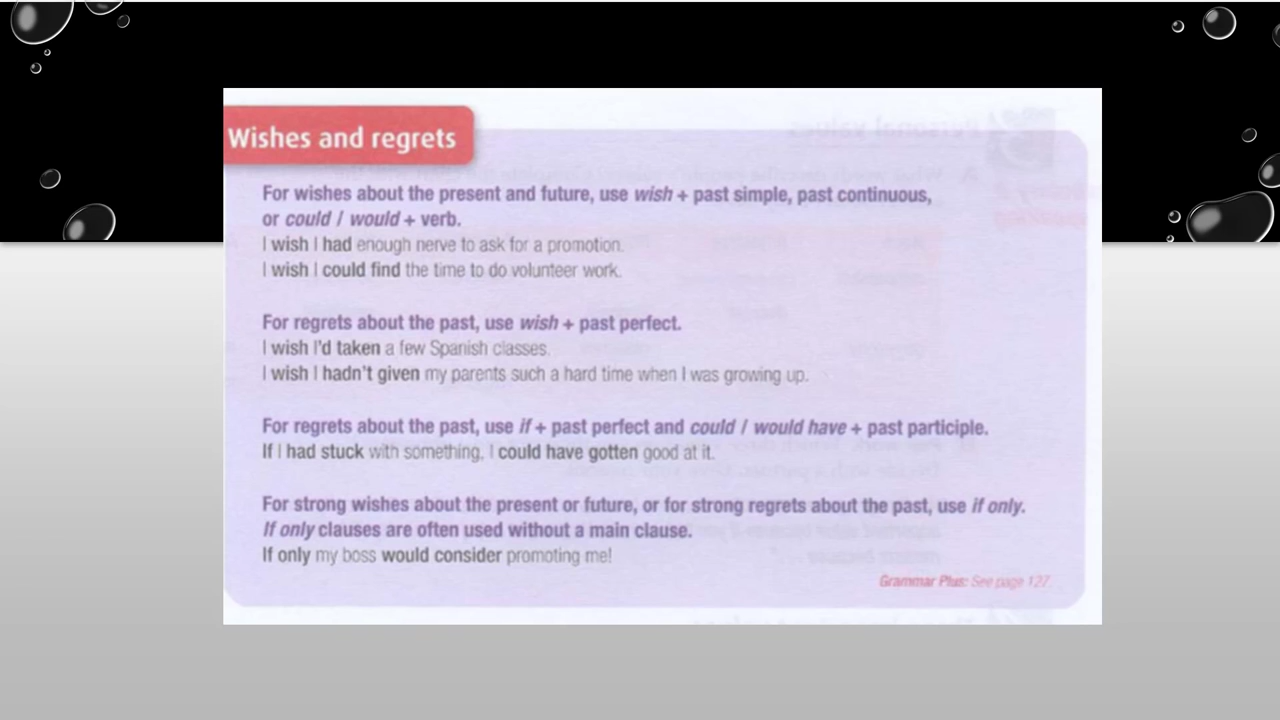 Wishes and regrets
For wishes about the present and future, use wish + past simple, past continuous,
or could / would + verb.
I wish I had enough nerve to ask for a promotion.
I wish I could find the time to do volunteer work.
For regrets about the past, use wish + past perfect.
I wish I'd taken a few Spanish classes.
I wish I hadn't given my parents such a hard time when I was growing up.
For regrets about the past, use if + past perfect and could / would have + past participle.
If I had stuck with something, I could have gotten good at it.
For strong wishes about the present or future, or for strong regrets about the past, use if only.
If only clauses are often used without a main clause.
If only my boss would consider promoting me!
Grammar Plus: See page 127.